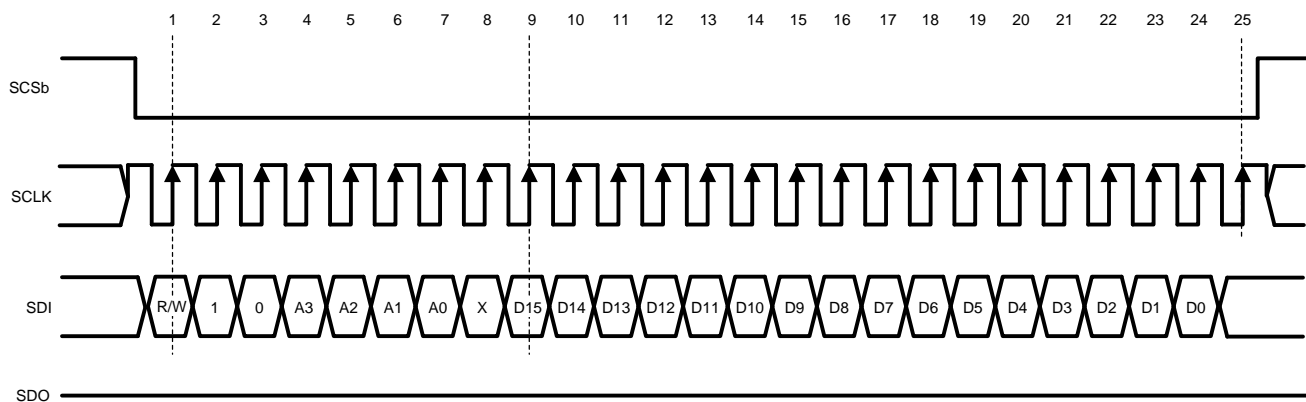 1 2 3 4 5 6 7 8 9 10 11 12 13 14 15 16 17 18 19 20 21 22 23 24 25
SCSb
SCLK
SDI R/W 1 0 A3 A2 A1 A0 X D15 D14 D13 D12 D11 D10 D9 D8 D7 D6 D5 D4 D3 D2 D1 D0
SDO